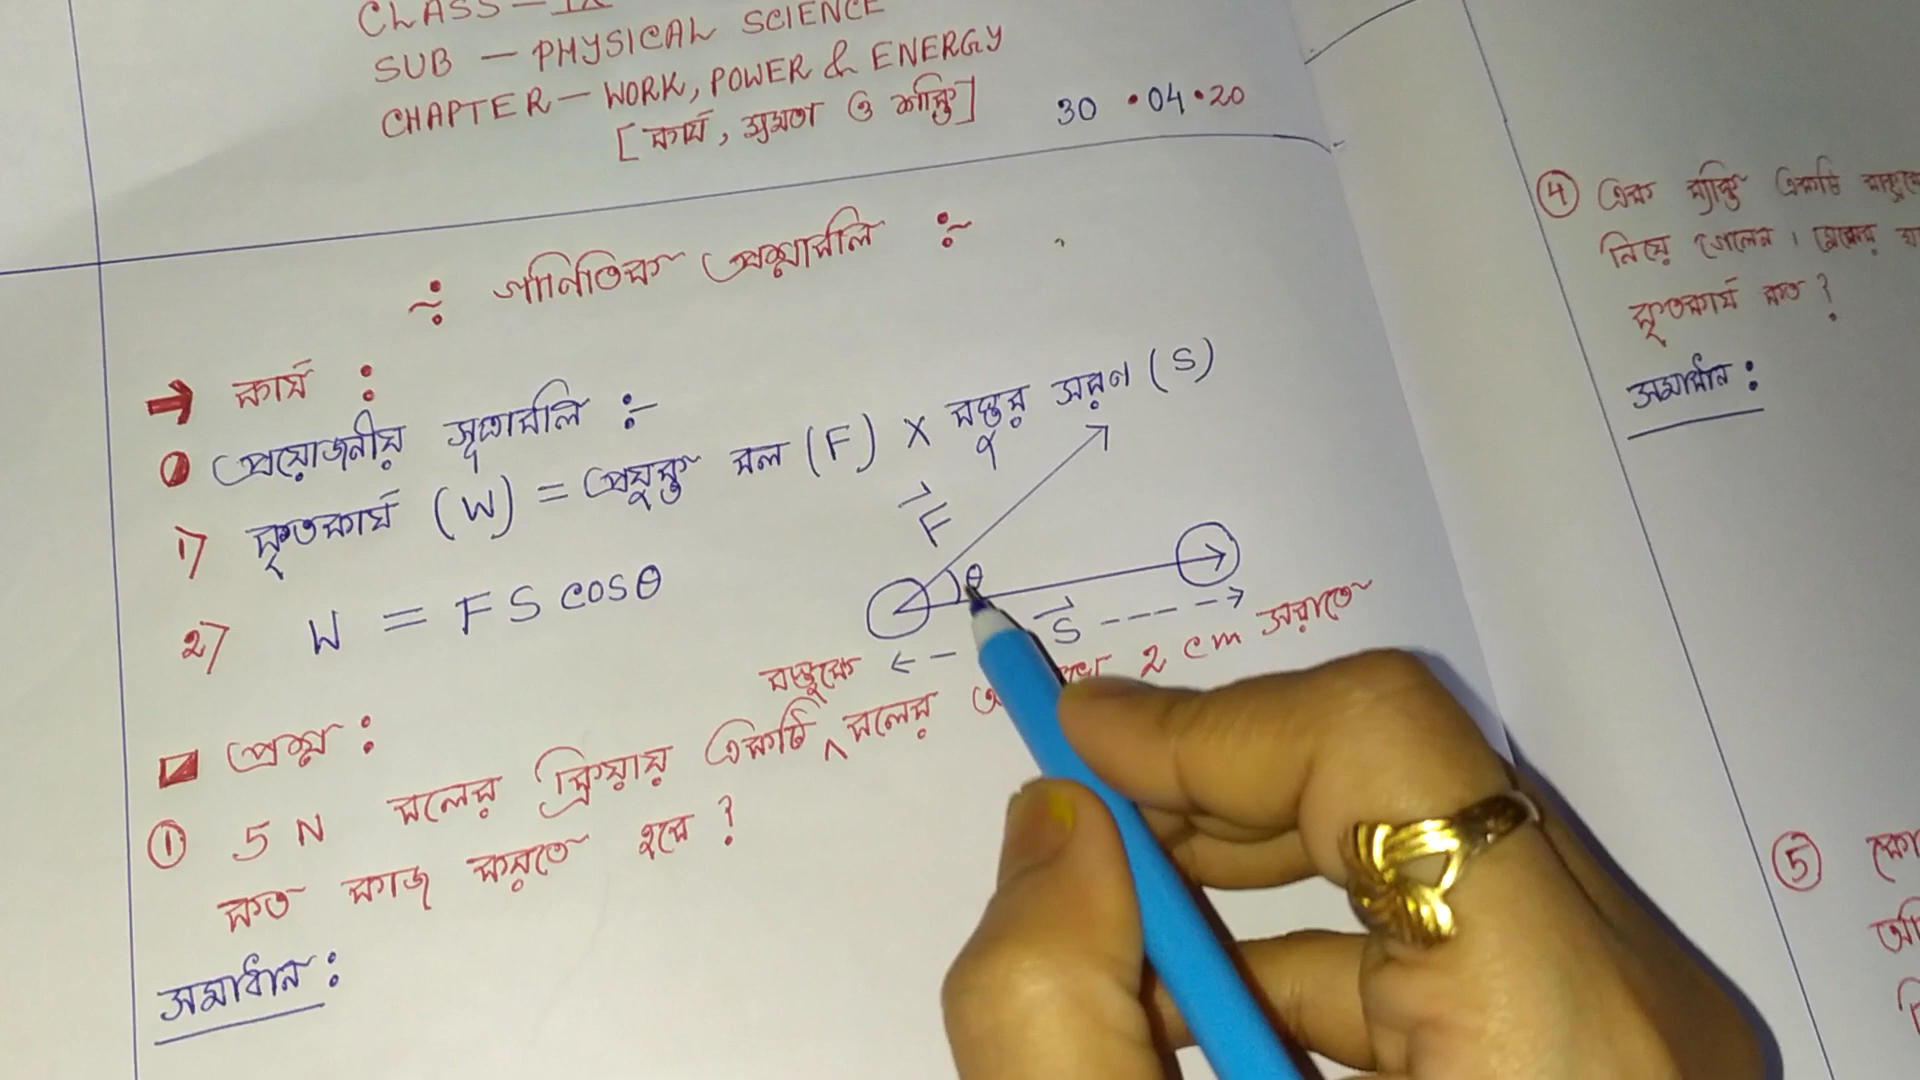 CLASS - IX
SUB - PHYSICAL SCIENCE
CHAPTER - WORK, POWER & ENERGY
[কার্য, ক্ষমতা ও শক্তি]
30 • 04 • 20
÷ গাণিতিক প্রশ্নাবলি :~
→ কার্য :
প্রয়োজনীয় সূত্রাবলি :-
1) কৃতকার্য (W) = প্রযুক্ত বল (F) × বস্তুর সরণ (S)
2) W = F S cosθ
F
θ
S
প্রশ্ন :
বস্তুকে
① 5 N বলের ক্রিয়ায় একটি ^ বলের 2 cm সরাতে
কত কাজ করতে হবে ?
সমাধান :
④ এক ব্যক্তি একটি
নিয়ে গেলেন।
কৃতকার্য কত ?
সমাধান :
⑤